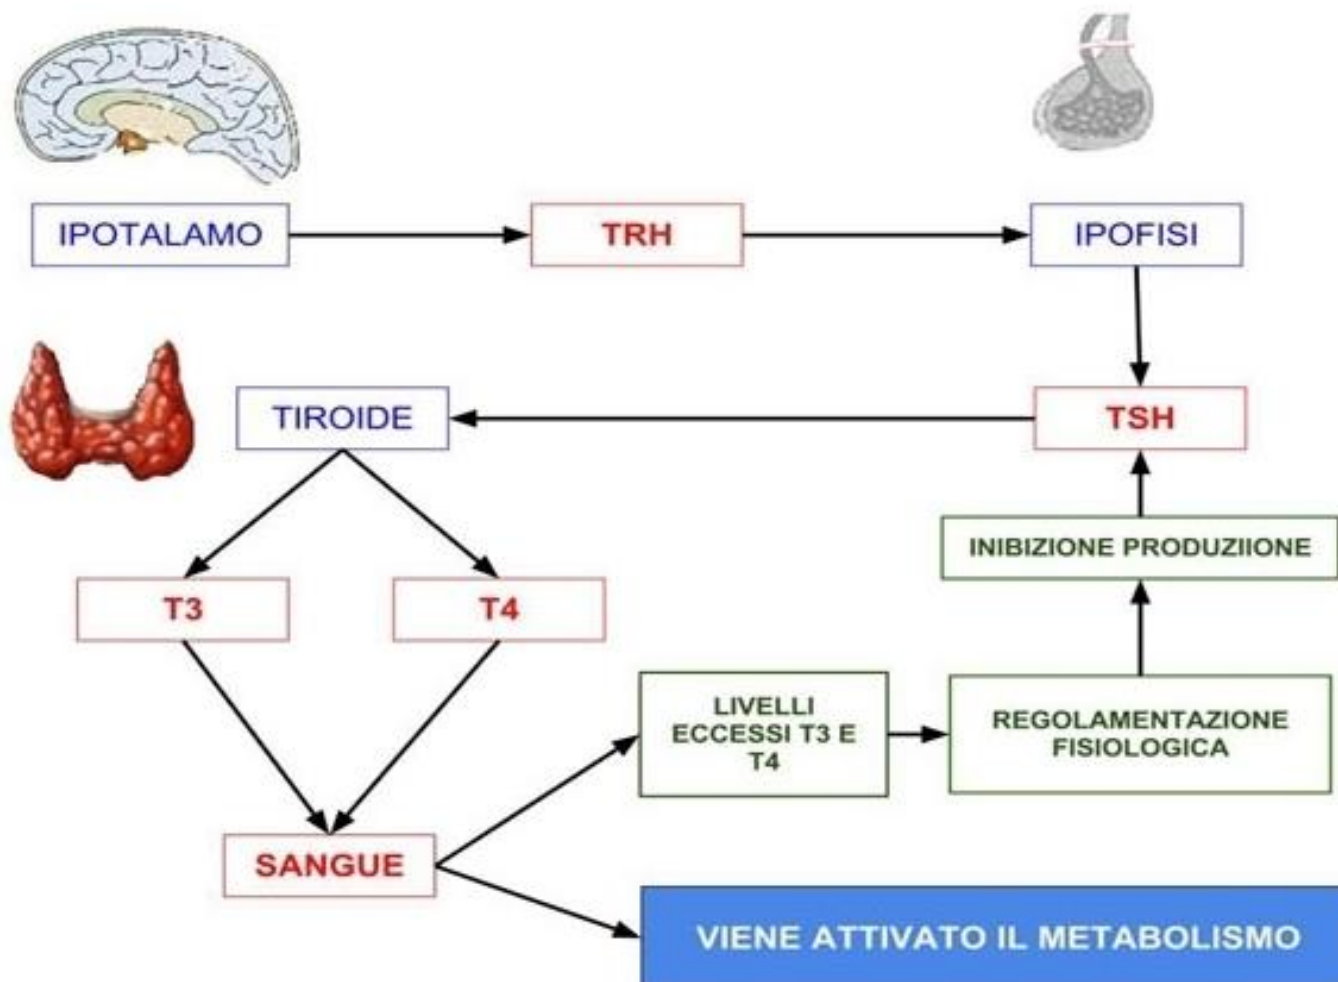 IPOTALAMO
TRH
IPOFISI
TIROIDE
TSH
INIBIZIONE PRODUZIIONE
T3
T4
LIVELLI
ECCESSI T3 E
T4
REGOLAMENTAZIONE
FISIOLOGICA
SANGUE
VIENE ATTIVATO IL METABOLISMO